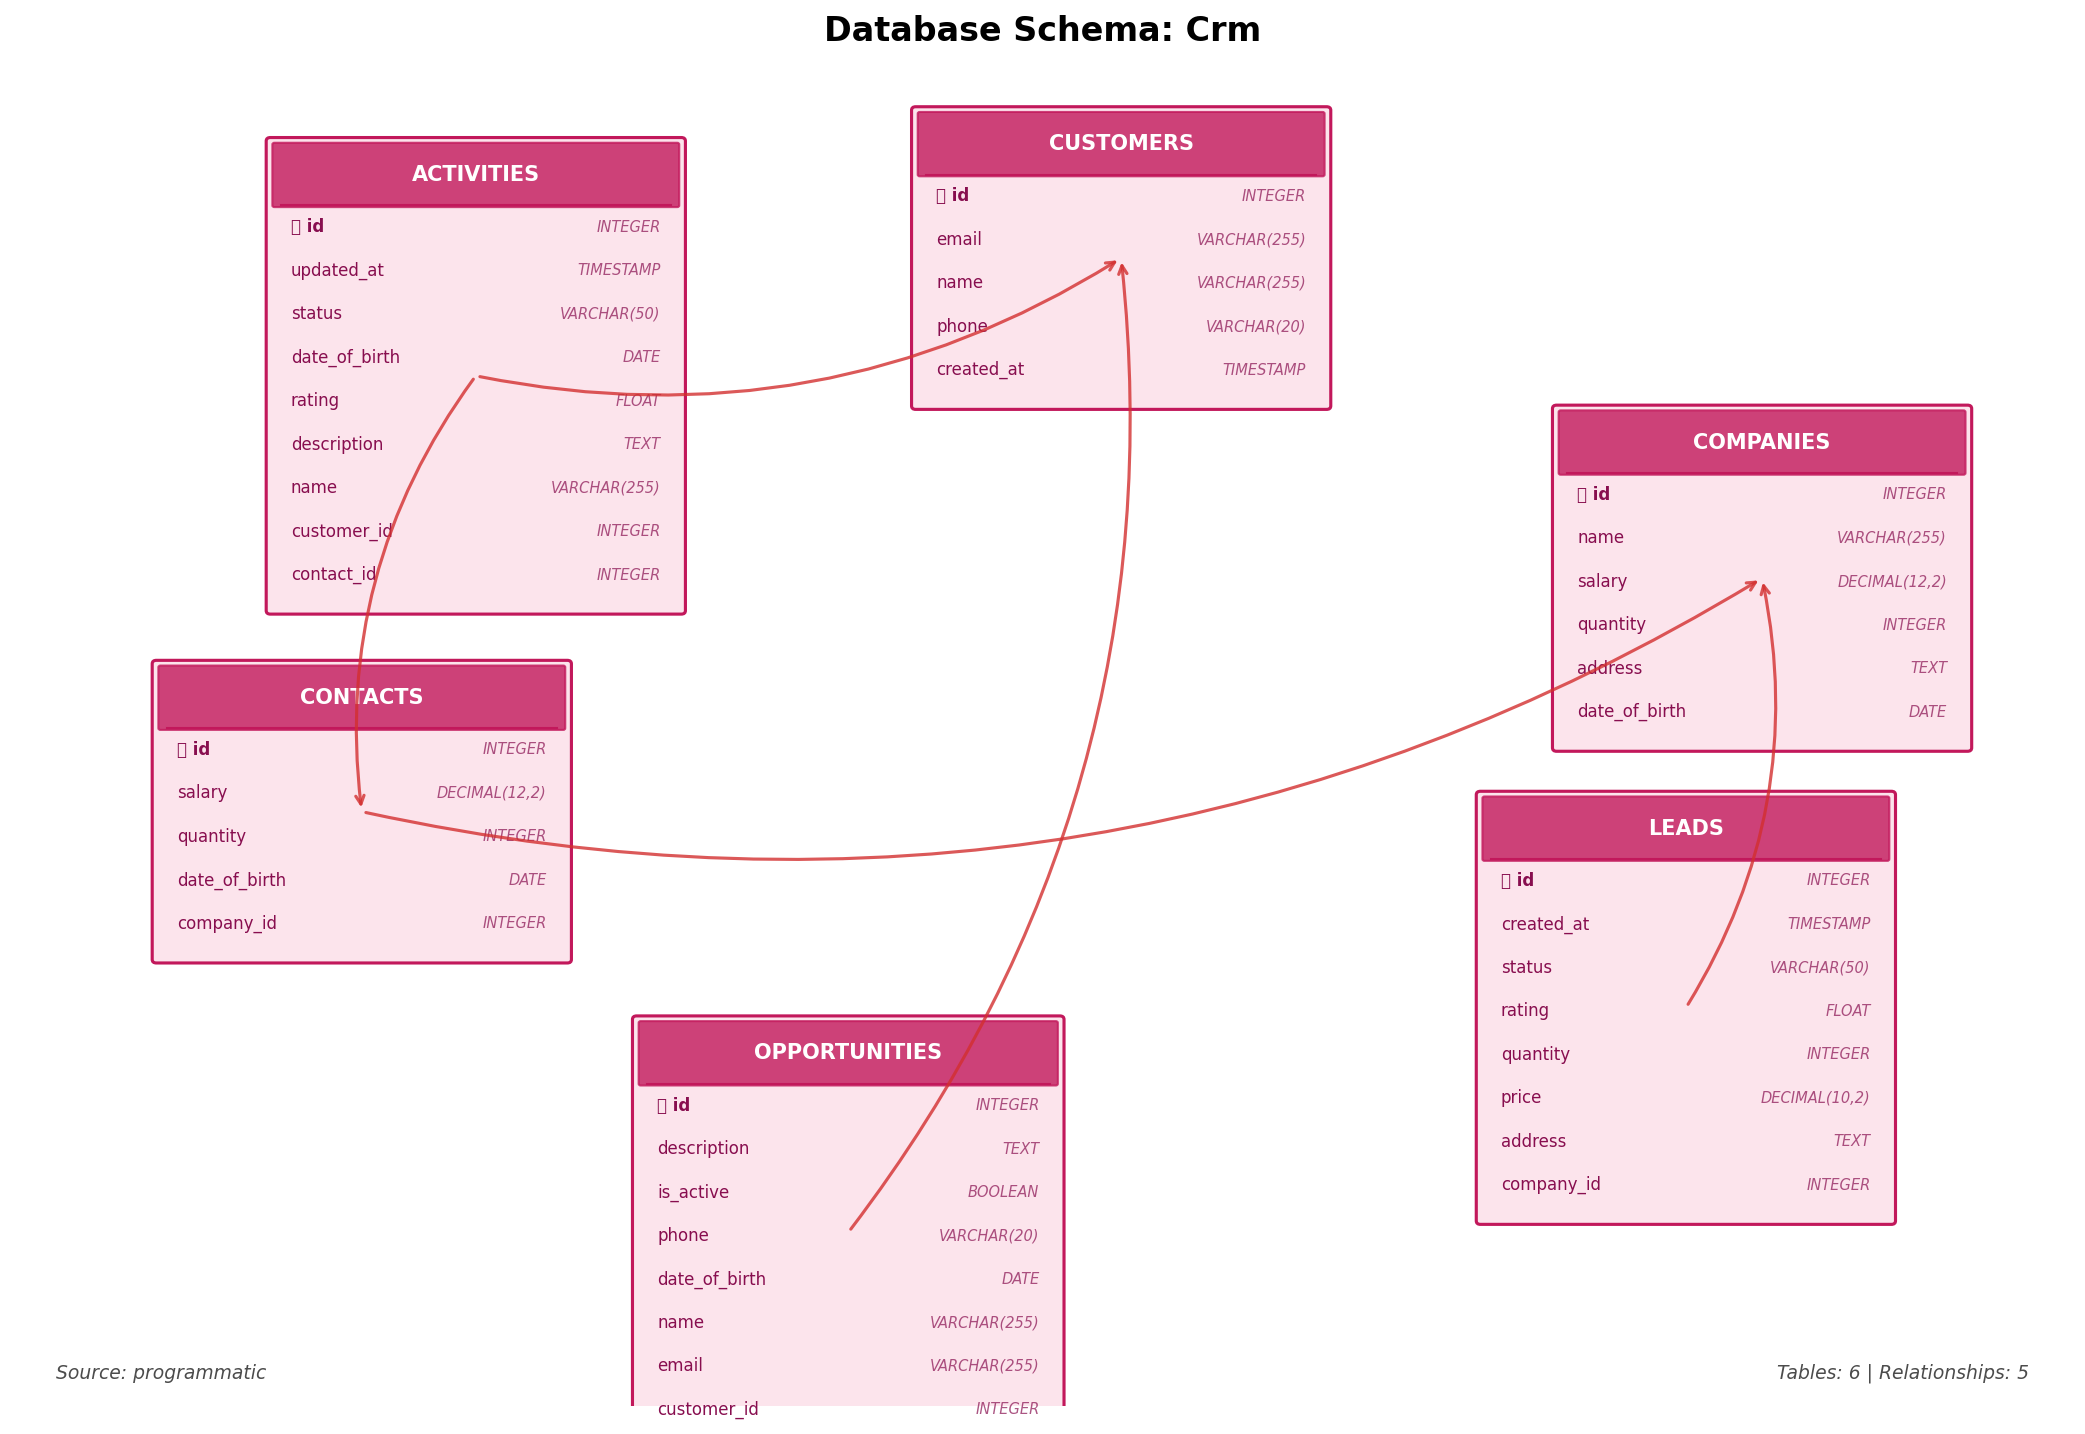 Database Schema: Crm
ACTIVITIES
id INTEGER
updated_at TIMESTAMP
status VARCHAR(50)
date_of_birth DATE
rating FLOAT
description TEXT
name VARCHAR(255)
customer_id INTEGER
contact_id INTEGER
CUSTOMERS
id INTEGER
email VARCHAR(255)
name VARCHAR(255)
phone VARCHAR(20)
created_at TIMESTAMP
COMPANIES
id INTEGER
name VARCHAR(255)
salary DECIMAL(12,2)
quantity INTEGER
address TEXT
date_of_birth DATE
CONTACTS
id INTEGER
salary DECIMAL(12,2)
quantity INTEGER
date_of_birth DATE
company_id INTEGER
LEADS
id INTEGER
created_at TIMESTAMP
status VARCHAR(50)
rating FLOAT
quantity INTEGER
price DECIMAL(10,2)
address TEXT
company_id INTEGER
OPPORTUNITIES
id INTEGER
description TEXT
is_active BOOLEAN
phone VARCHAR(20)
date_of_birth DATE
name VARCHAR(255)
email VARCHAR(255)
customer_id INTEGER
Source: programmatic
Tables: 6 | Relationships: 5